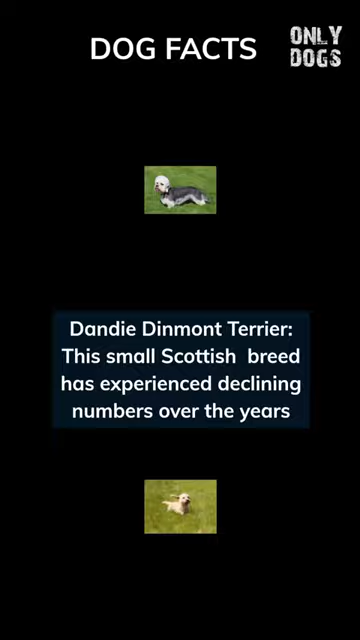 DOG FACTS
ONLY
DOGS
Dandie Dinmont Terrier:
This small Scottish breed
has experienced declining
numbers over the years